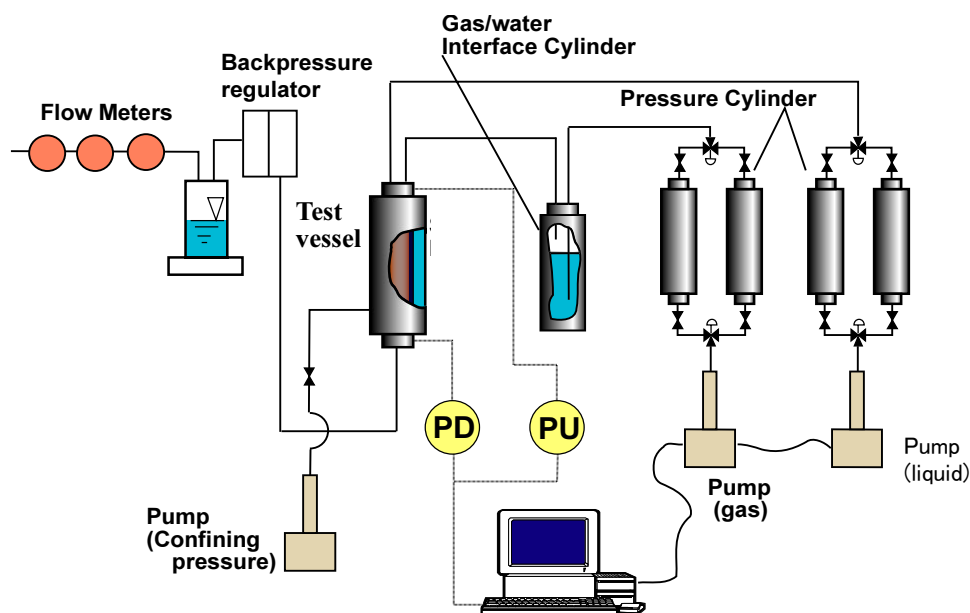 Gas/water
Interface Cylinder
Backpressure
regulator
Flow Meters
Pressure Cylinder
Test
vessel
PD
PU
Pump
(liquid)
Pump
(gas)
Pump
(Confining
pressure)